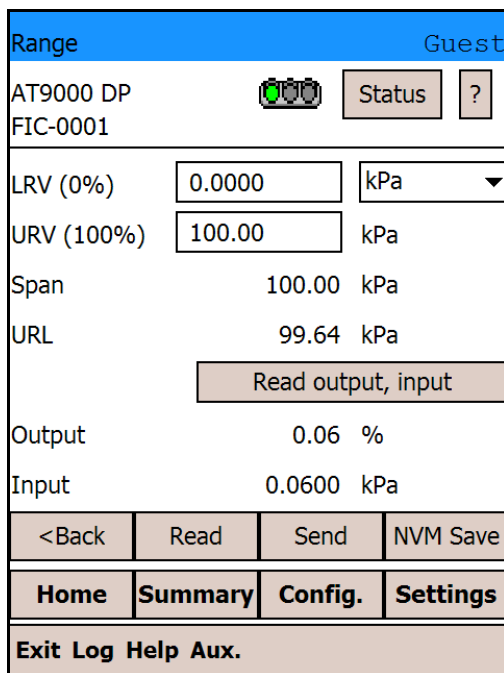 Range Guest
AT9000 DP Status ?
FIC-0001
LRV (0%) 0.0000 kPa
URV (100%) 100.00 kPa
Span 100.00 kPa
URL 99.64 kPa
Read output, input
Output 0.06 %
Input 0.0600 kPa
<Back Read Send NVM Save
Home Summary Config. Settings
Exit Log Help Aux.